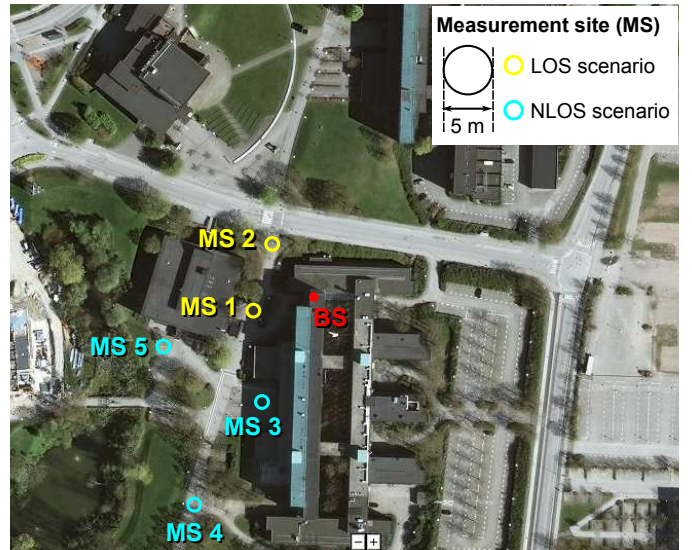 Measurement site (MS)
LOS scenario
NLOS scenario
5 m
MS 2
MS 1
BS
MS 5
MS 3
MS 4
− +